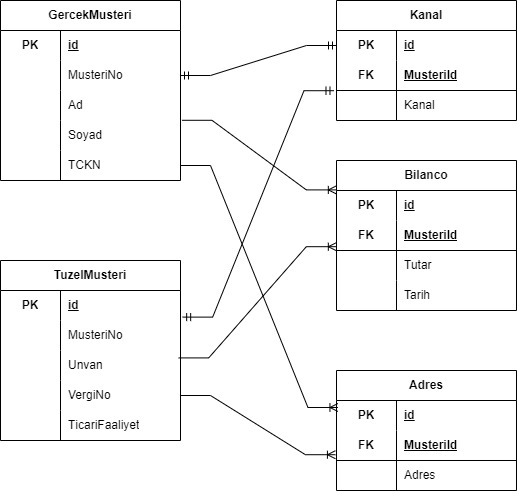 GercekMusteri
PK id
MusteriNo
Ad
Soyad
TCKN
Kanal
PK id
FK MusteriId
Kanal
Bilanco
PK id
FK MusteriId
Tutar
Tarih
TuzelMusteri
PK id
MusteriNo
Unvan
VergiNo
TicariFaaliyet
Adres
PK id
FK MusteriId
Adres